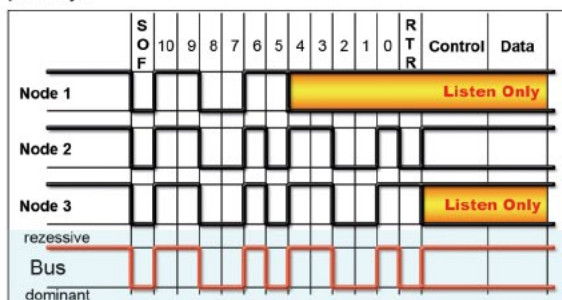 SOF 10 9 8 7 6 5 4 3 2 1 0 RTR Control Data
Node 1 Listen Only
Node 2
Node 3 Listen Only
rezessive
Bus
dominant